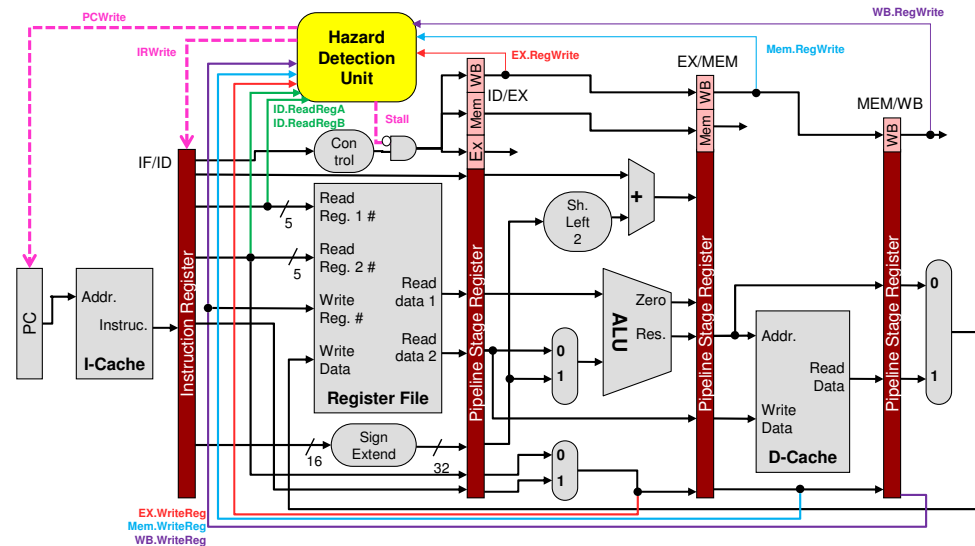 PCWrite
IRWrite
Hazard
Detection
Unit
WB.RegWrite
Mem.RegWrite
EX.RegWrite
EX/MEM
ID/EX
MEM/WB
WB
Mem
Ex
WB
Mem
WB
ID.ReadRegA
ID.ReadRegB
Stall
IF/ID
Con
trol
Read
Reg. 1 #
5
Read
Reg. 2 #
5
Write
Reg. #
Write
Data
Read
data 1
Read
data 2
Register File
Sh.
Left
2
+
PC
Addr.
Instruc.
I-Cache
Instruction Register
Pipeline Stage Register
Pipeline Stage Register
Pipeline Stage Register
Zero
ALU
Res.
0
1
Addr.
Read
Data
Write
Data
D-Cache
0
1
16
Sign
Extend
32
0
1
EX.WriteReg
Mem.WriteReg
WB.WriteReg